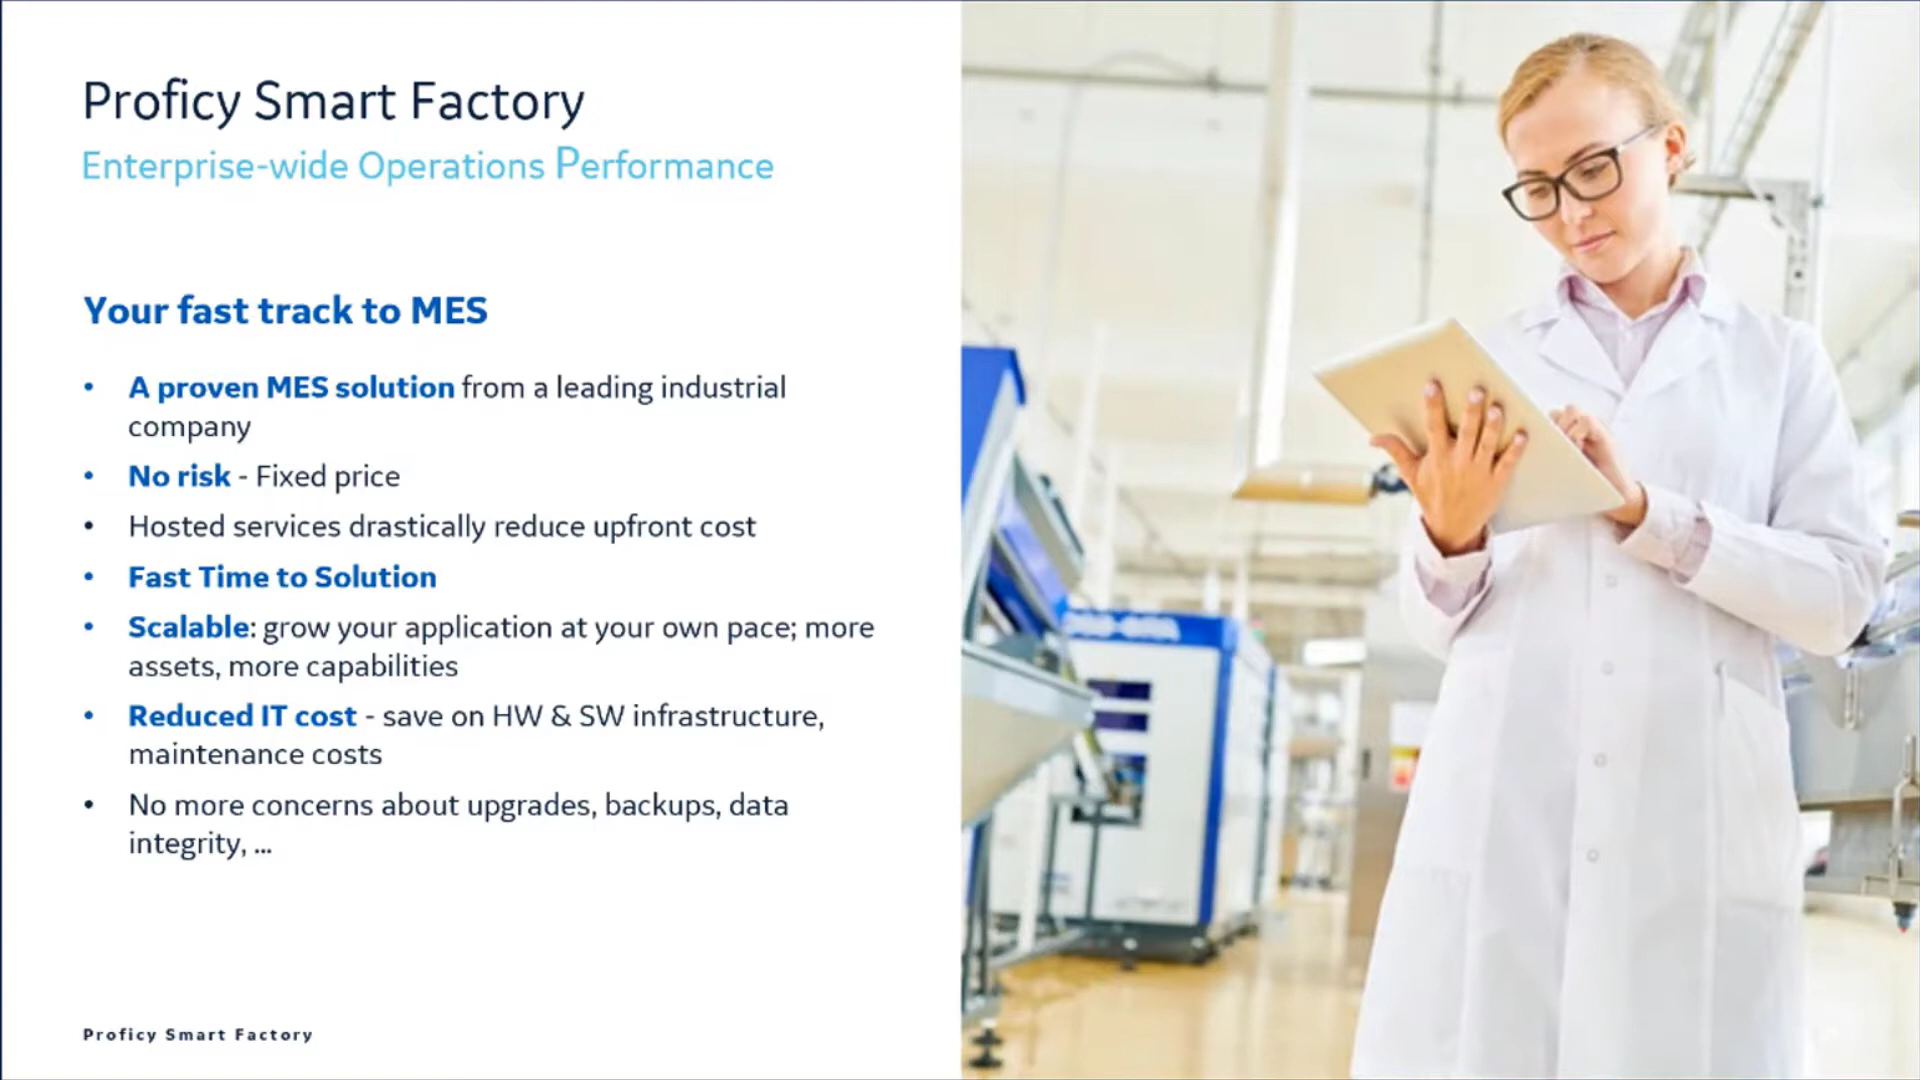 Proficy Smart Factory
Enterprise-wide Operations Performance
Your fast track to MES
• A proven MES solution from a leading industrial
company
• No risk - Fixed price
• Hosted services drastically reduce upfront cost
• Fast Time to Solution
• Scalable: grow your application at your own pace; more
assets, more capabilities
• Reduced IT cost - save on HW & SW infrastructure,
maintenance costs
• No more concerns about upgrades, backups, data
integrity, ...
Proficy Smart Factory